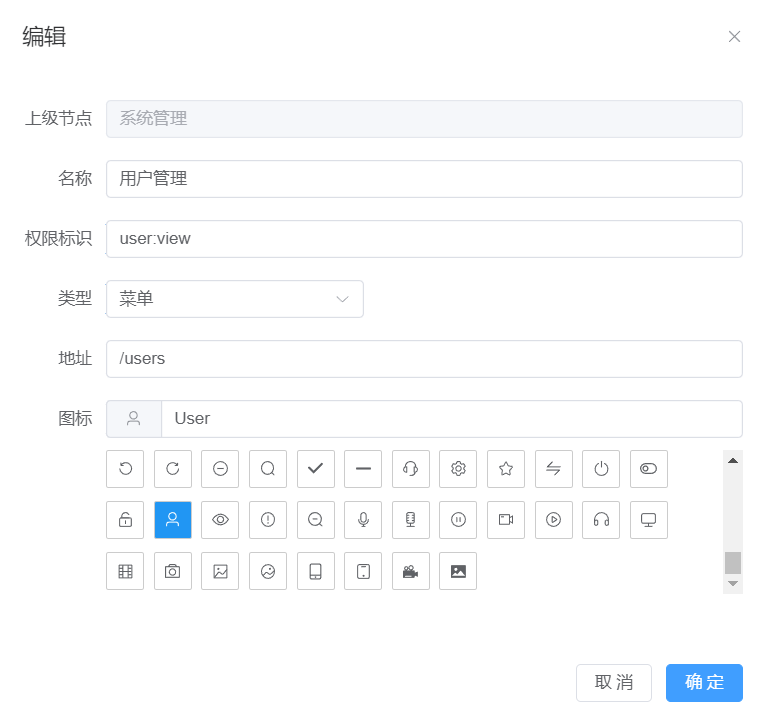 编辑
上级节点 系统管理
名称 用户管理
权限标识 user:view
类型 菜单
地址 /users
图标 User
取 消 确 定